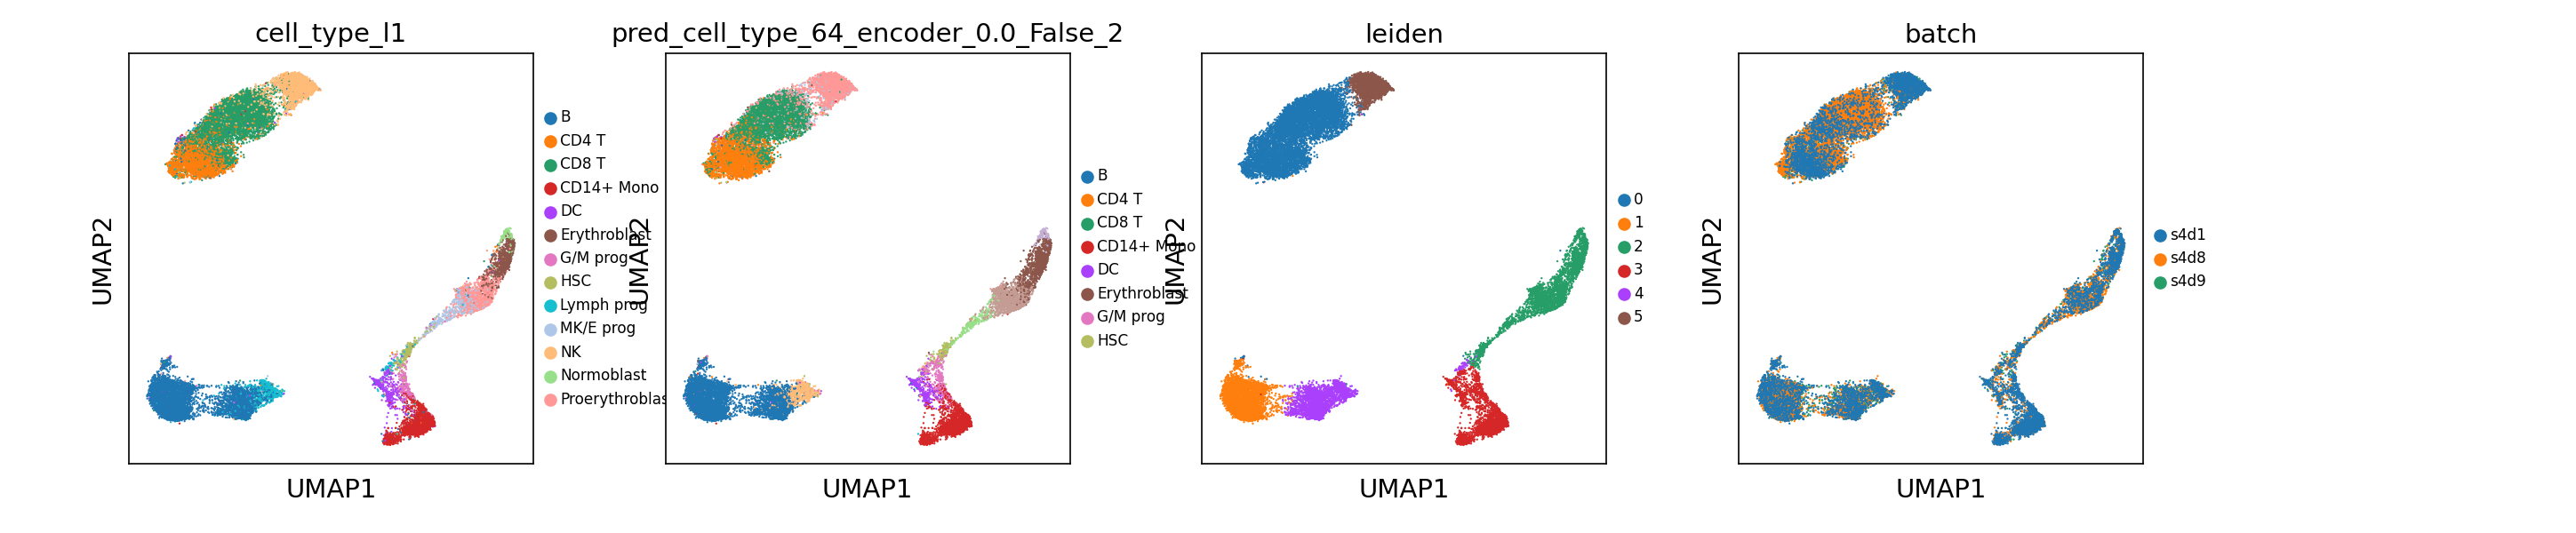 cell_type_l1
UMAP2
UMAP1
B
CD4 T
CD8 T
CD14+ Mono
DC
Erythroblast
G/M prog
HSC
Lymph prog
MK/E prog
NK
Normoblast
Proerythroblas
pred_cell_type_64_encoder_0.0_False_2
UMAP2
UMAP1
B
CD4 T
CD8 T
CD14+ Mono
DC
Erythroblast
G/M prog
HSC
leiden
UMAP2
UMAP1
0
1
2
3
4
5
batch
UMAP2
UMAP1
s4d1
s4d8
s4d9